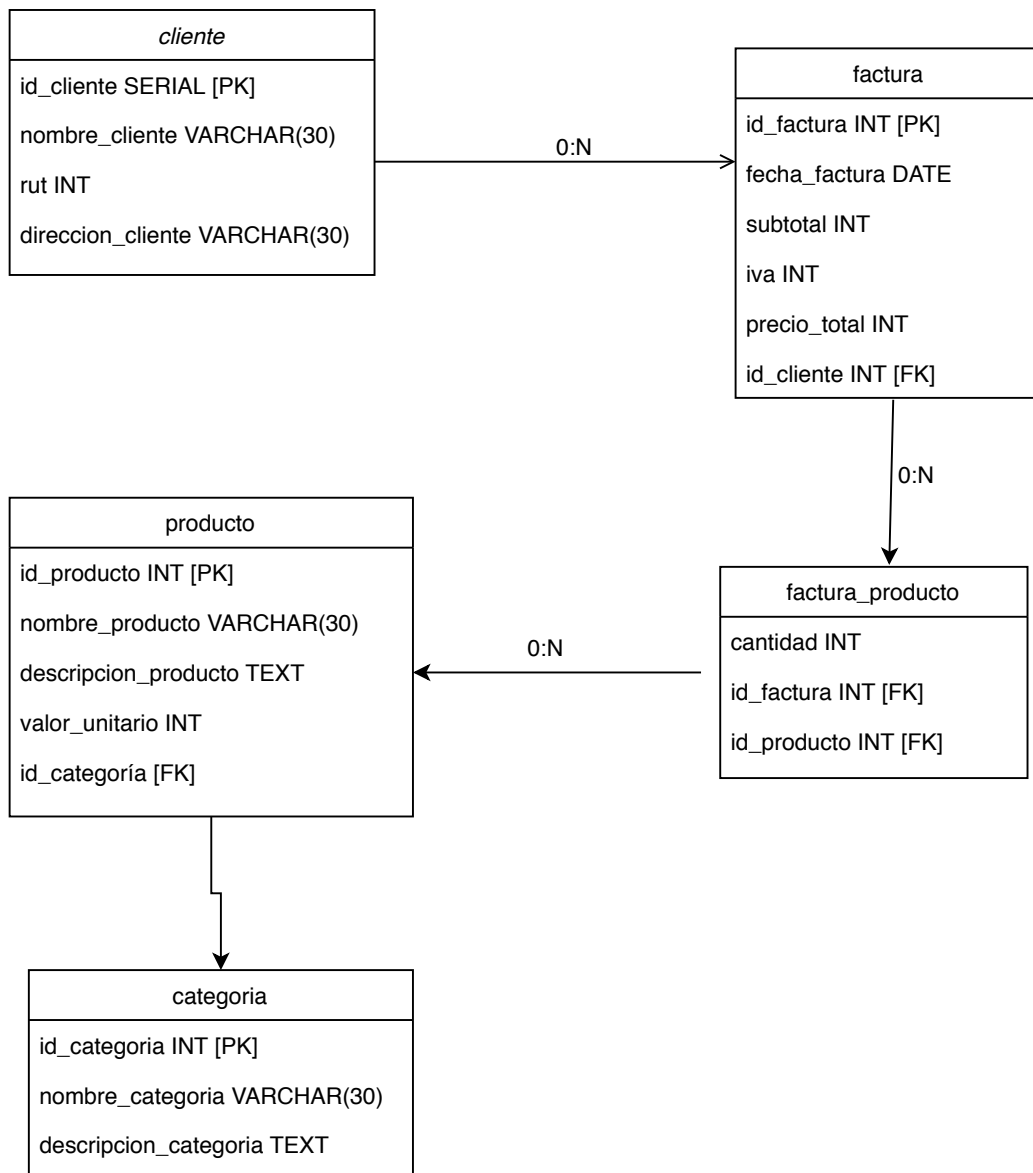 cliente
id_cliente SERIAL [PK]
nombre_cliente VARCHAR(30)
rut INT
direccion_cliente VARCHAR(30)
0:N
factura
id_factura INT [PK]
fecha_factura DATE
subtotal INT
iva INT
precio_total INT
id_cliente INT [FK]
0:N
producto
id_producto INT [PK]
nombre_producto VARCHAR(30)
descripcion_producto TEXT
valor_unitario INT
id_categoría [FK]
0:N
factura_producto
cantidad INT
id_factura INT [FK]
id_producto INT [FK]
categoria
id_categoria INT [PK]
nombre_categoria VARCHAR(30)
descripcion_categoria TEXT